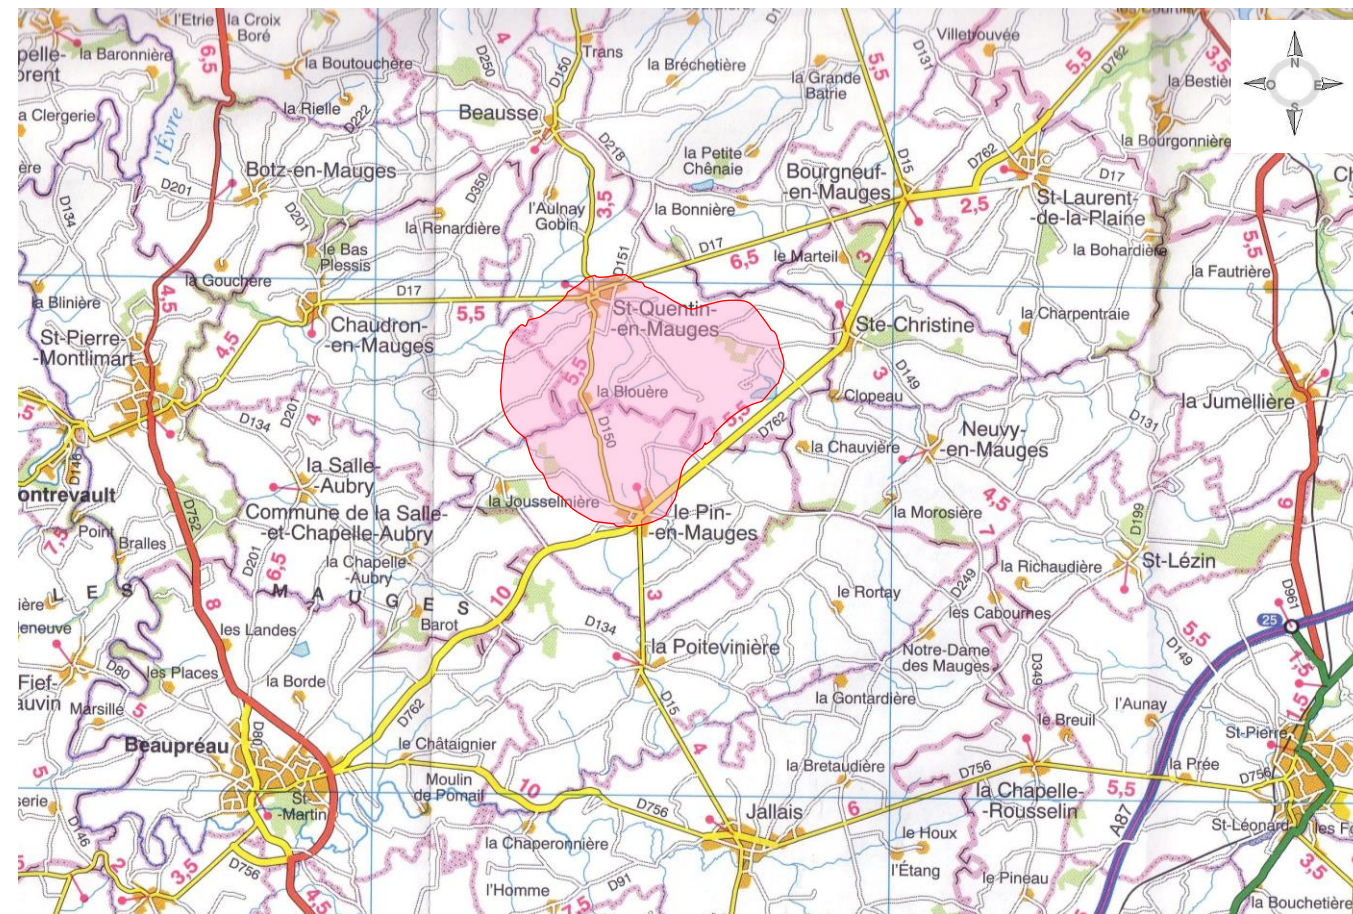 l'Etrie
la Croix
Boré
D250
4
D150
Trans
la Bréchetière
5,5
D131
Villetrouvée
5,5
D762
3,5
N
O
E
S
la Baronnière
6,5
la Boutouchère
la Grande
Batrie
la Bestière
la Rielle
D222
Beausse
D218
la Petite
Chênaie
D15
D762
la Bourgonnière
a Clergerie
l'Èvre
Botz-en-Mauges
D201
D350
3,5
Bourgneuf-
-en-Mauges
2,5
St-Laurent-
-de-la-Plaine
D17
ère
D134
D201
la Renardière
l'Aulnay
Gobin
la Bonnière
D17
6,5
le Marteil
3
la Bohardière
5,5
le Bas
Plessis
D151
la Fautrière
la Gouchère
la Blinière
4,5
D17
5,5
St-Quentin-
-en-Mauges
Ste-Christine
la Charpentraie
St-Pierre-
-Montlimart
4,5
Chaudron-
-en-Mauges
5,5
la Blouère
3
D149
D134
D201
4
D150
5,5
D762
Clopeau
D131
la Jumellière
D146
la Salle-
-Aubry
la Chauvière
Neuvy-
-en-Mauges
ontrevault
D752
Commune de la Salle-
-et-Chapelle-Aubry
la Jousselinière
le Pin-
-en-Mauges
la Morosière
4,5
7
D199
6
7,5
Point
Bralles
D201
6,5
la Chapelle-
-Aubry
la Richaudière
St-Lézin
L E S
M A U G E S
8
10
3
D249
les Cabournes
D961
25
ière
eneuve
les Landes
Barot
D134
le Rortay
5,5
D149
1,5
D80
les Places
la Poitevinière
Notre-Dame
des Mauges
D349
Fief-
auvin
Marsillé
5
la Borde
D762
D15
la Gontardière
l'Aunay
1,5
Beaupréau
D80
le Châtaignier
4
le Breuil
St-Pierre
5
Moulin
de Pomail
10
la Bretaudière
D756
la Prée
D756
serie
St-
-Martin
D756
Jallais
6
la Chapelle-
-Rousselin
5,5
A87
St-Léonard
les Fo
D146
la Chaperonnière
le Houx
2
3,5
D756
D91
l'Étang
3,5
4,5
l'Homme
7,5
le Pineau
la Bouchetière